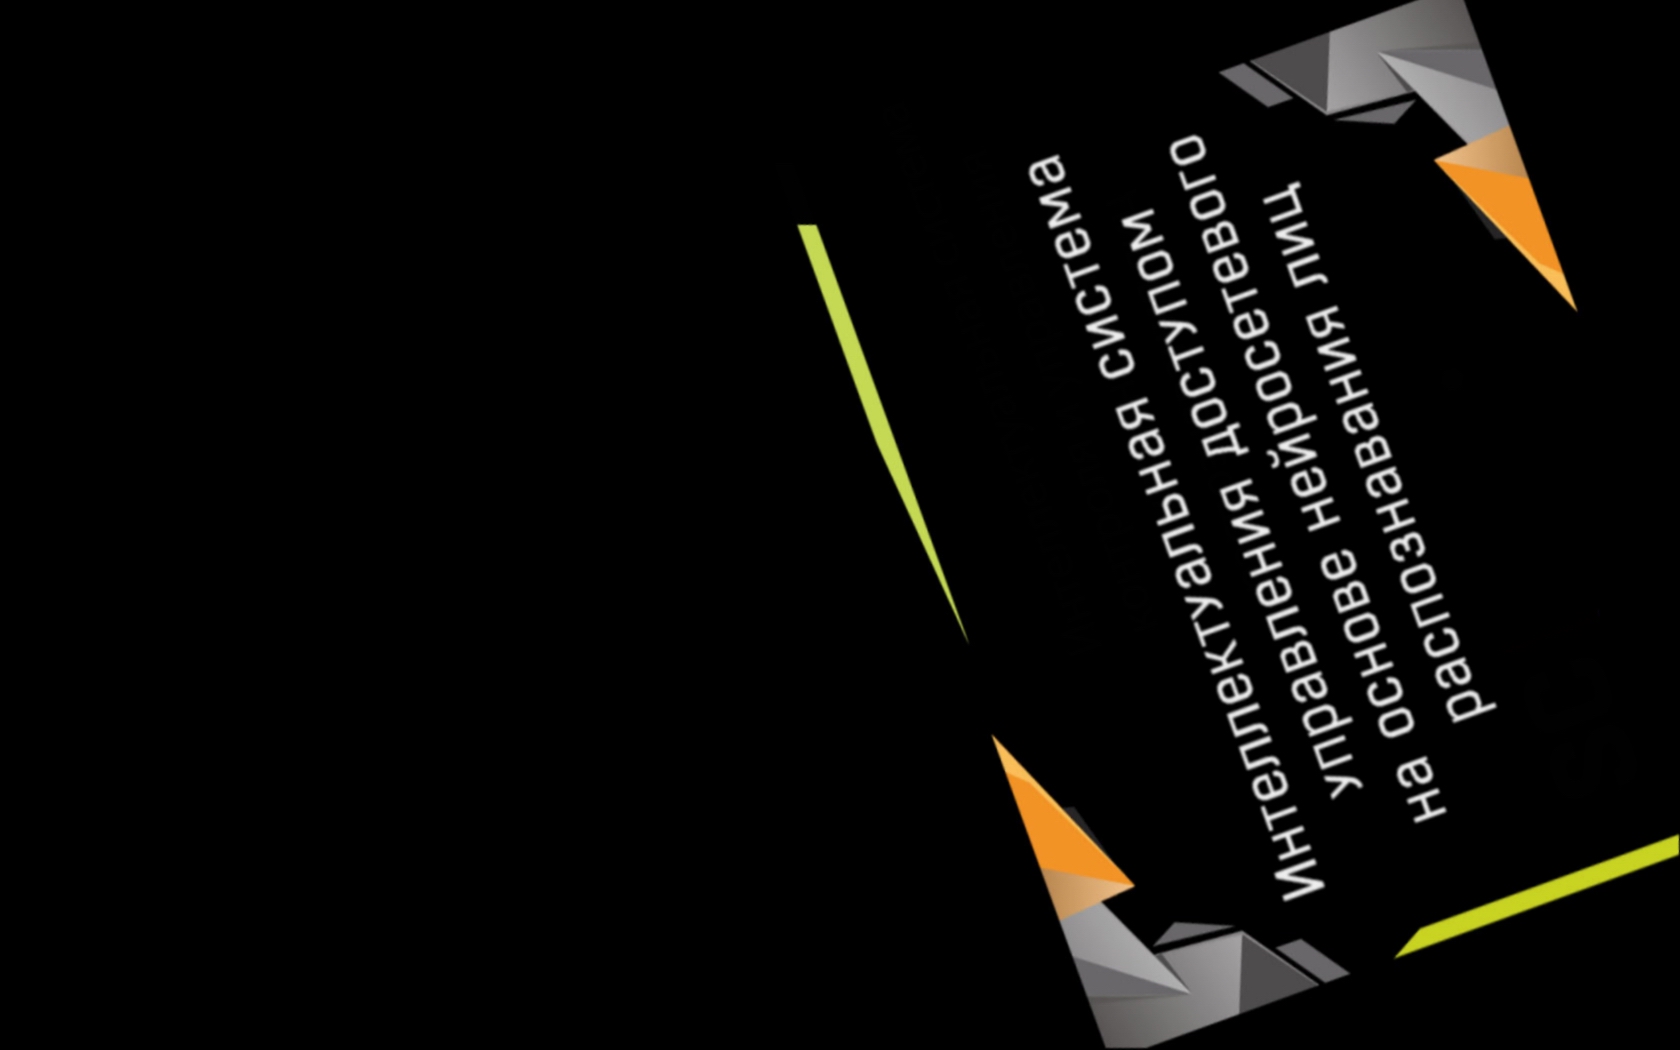 Интеллектуальная система
управления доступом
на основе нейросетевого
распознавания лиц